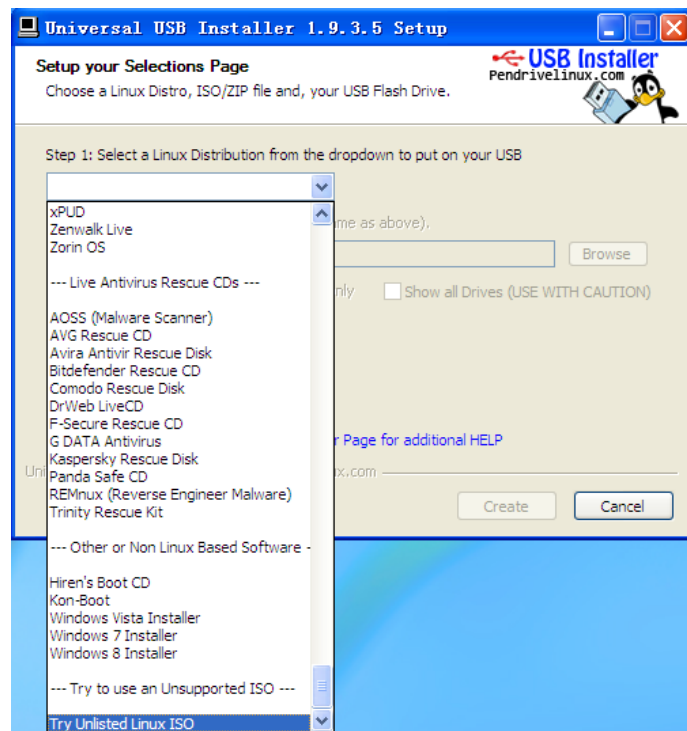 Universal USB Installer 1.9.3.5 Setup
Setup your Selections Page
Choose a Linux Distro, ISO/ZIP file and, your USB Flash Drive.
USB Installer
Pendrivelinux.com
Step 1: Select a Linux Distribution from the dropdown to put on your USB
xPUD
Zenwalk Live
Zorin OS
as above).
Browse
--- Live Antivirus Rescue CDs ---
Show all Drives (USE WITH CAUTION)
AOSS (Malware Scanner)
AVG Rescue CD
Avira Antivir Rescue Disk
Bitdefender Rescue CD
Comodo Rescue Disk
DrWeb LiveCD
F-Secure Rescue CD
G DATA Antivirus
Page for additional HELP
Kaspersky Rescue Disk
Panda Safe CD
REMnux (Reverse Engineer Malware)
Trinity Rescue Kit
Create
Cancel
--- Other or Non Linux Based Software -
Hiren's Boot CD
Kon-Boot
Windows Vista Installer
Windows 7 Installer
Windows 8 Installer
--- Try to use an Unsupported ISO ---
Try Unlisted Linux ISO